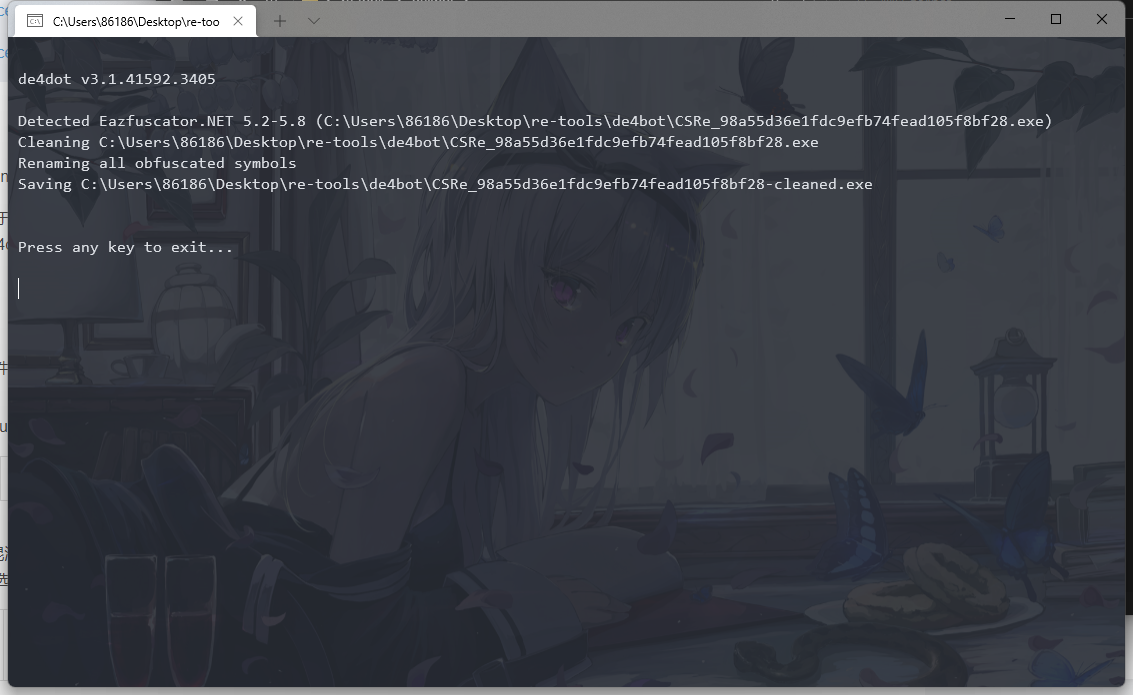 C:\Users\86186\Desktop\re-too
de4dot v3.1.41592.3405
Detected Eazfuscator.NET 5.2-5.8 (C:\Users\86186\Desktop\re-tools\de4bot\CSRe_98a55d36e1fdc9efb74fead105f8bf28.exe)
Cleaning C:\Users\86186\Desktop\re-tools\de4bot\CSRe_98a55d36e1fdc9efb74fead105f8bf28.exe
Renaming all obfuscated symbols
Saving C:\Users\86186\Desktop\re-tools\de4bot\CSRe_98a55d36e1fdc9efb74fead105f8bf28-cleaned.exe
Press any key to exit...